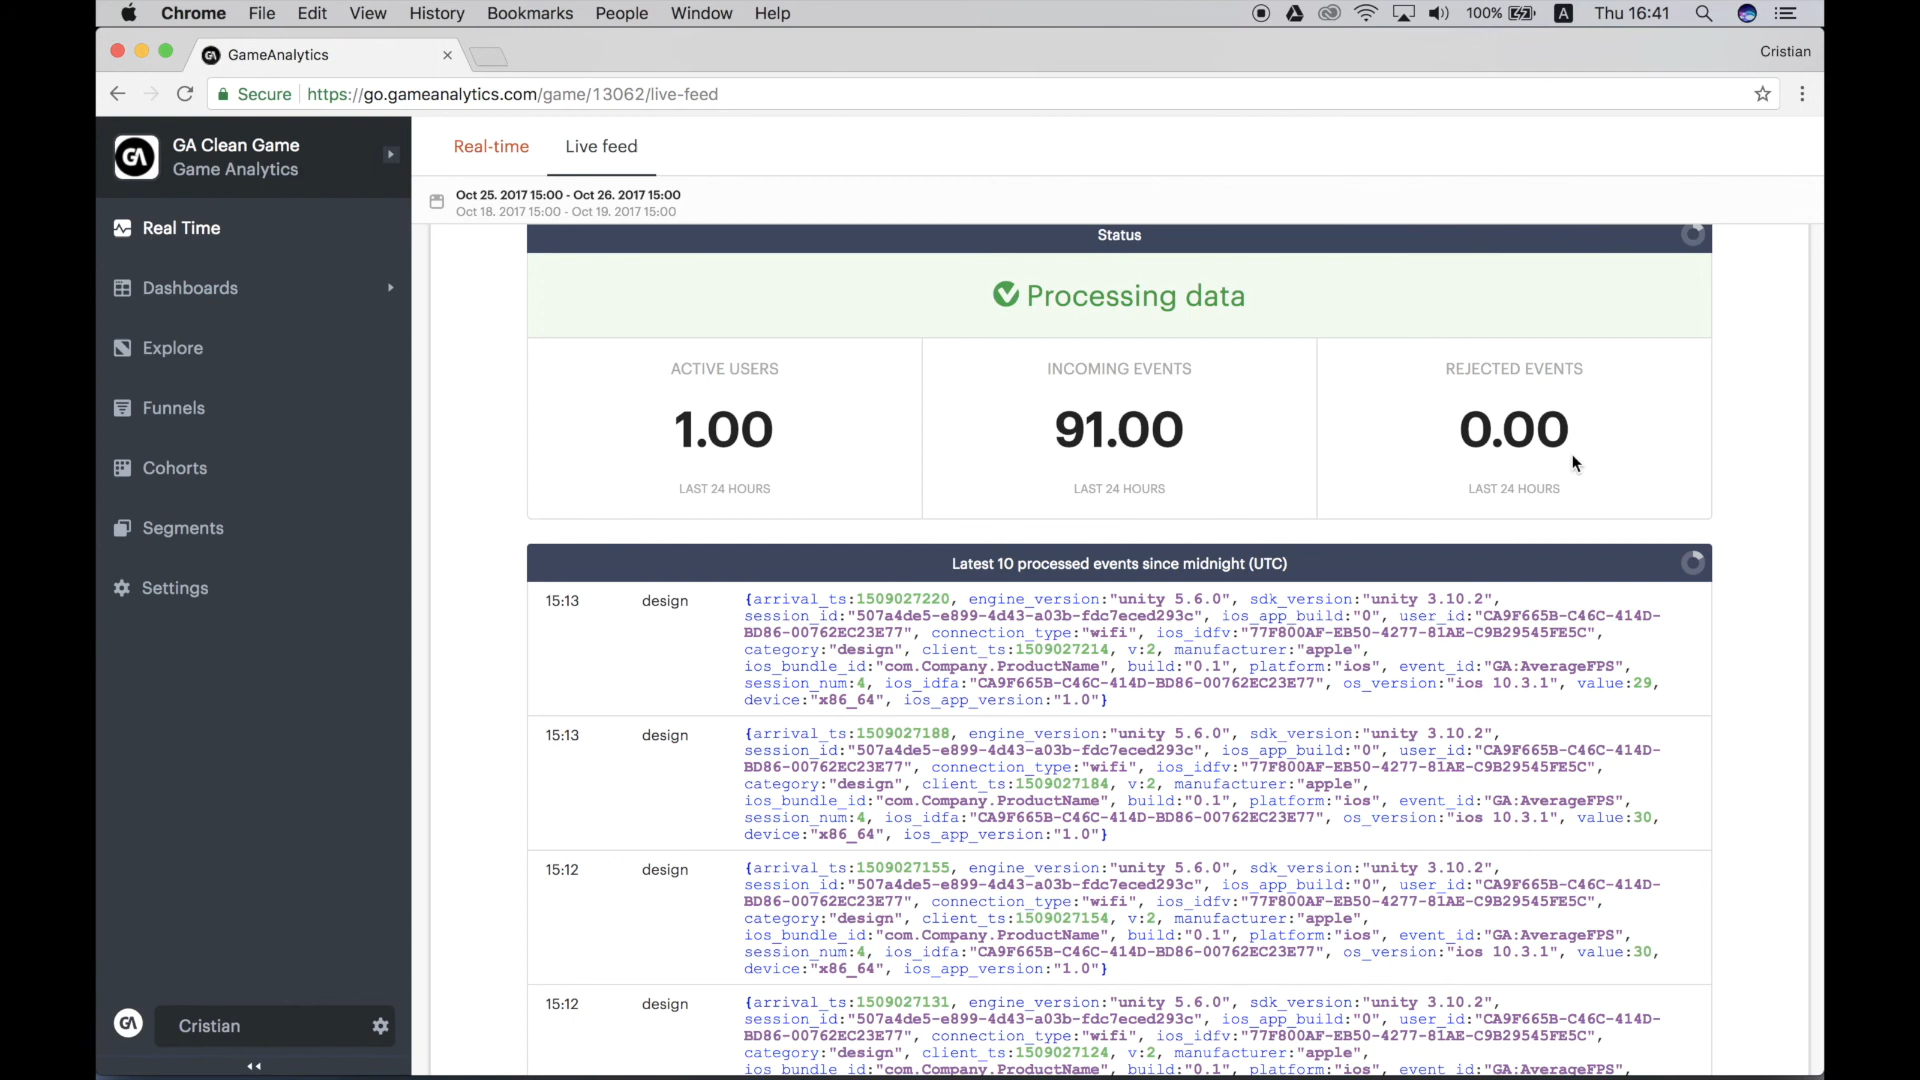 Chrome File Edit View History Bookmarks People Window Help 100% A Thu 16:41
GameAnalytics
Cristian
Secure https://go.gameanalytics.com/game/13062/live-feed
GA GA Clean Game
Game Analytics
Real Time
Dashboards
Explore
Funnels
Cohorts
Segments
Settings
GA Cristian
Real-time Live feed
Oct 25. 2017 15:00 - Oct 26. 2017 15:00
Oct 18. 2017 15:00 - Oct 19. 2017 15:00
Status
Processing data
ACTIVE USERS
1.00
LAST 24 HOURS
INCOMING EVENTS
91.00
LAST 24 HOURS
REJECTED EVENTS
0.00
LAST 24 HOURS
Latest 10 processed events since midnight (UTC)
15:13 design {arrival_ts:1509027220, engine_version:"unity 5.6.0", sdk_version:"unity 3.10.2",
session_id:"507a4de5-e899-4d43-a03b-fdc7eced293c", ios_app_build:"0", user_id:"CA9F665B-C46C-414D-
BD86-00762EC23E77", connection_type:"wifi", ios_idfv:"77F800AF-EB50-4277-81AE-C9B29545FE5C",
category:"design", client_ts:1509027214, v:2, manufacturer:"apple",
ios_bundle_id:"com.Company.ProductName", build:"0.1", platform:"ios", event_id:"GA:AverageFPS",
session_num:4, ios_idfa:"CA9F665B-C46C-414D-BD86-00762EC23E77", os_version:"ios 10.3.1", value:29,
device:"x86_64", ios_app_version:"1.0"}
15:13 design {arrival_ts:1509027188, engine_version:"unity 5.6.0", sdk_version:"unity 3.10.2",
session_id:"507a4de5-e899-4d43-a03b-fdc7eced293c", ios_app_build:"0", user_id:"CA9F665B-C46C-414D-
BD86-00762EC23E77", connection_type:"wifi", ios_idfv:"77F800AF-EB50-4277-81AE-C9B29545FE5C",
category:"design", client_ts:1509027184, v:2, manufacturer:"apple",
ios_bundle_id:"com.Company.ProductName", build:"0.1", platform:"ios", event_id:"GA:AverageFPS",
session_num:4, ios_idfa:"CA9F665B-C46C-414D-BD86-00762EC23E77", os_version:"ios 10.3.1", value:30,
device:"x86_64", ios_app_version:"1.0"}
15:12 design {arrival_ts:1509027155, engine_version:"unity 5.6.0", sdk_version:"unity 3.10.2",
session_id:"507a4de5-e899-4d43-a03b-fdc7eced293c", ios_app_build:"0", user_id:"CA9F665B-C46C-414D-
BD86-00762EC23E77", connection_type:"wifi", ios_idfv:"77F800AF-EB50-4277-81AE-C9B29545FE5C",
category:"design", client_ts:1509027154, v:2, manufacturer:"apple",
ios_bundle_id:"com.Company.ProductName", build:"0.1", platform:"ios", event_id:"GA:AverageFPS",
session_num:4, ios_idfa:"CA9F665B-C46C-414D-BD86-00762EC23E77", os_version:"ios 10.3.1", value:30,
device:"x86_64", ios_app_version:"1.0"}
15:12 design {arrival_ts:1509027131, engine_version:"unity 5.6.0", sdk_version:"unity 3.10.2",
session_id:"507a4de5-e899-4d43-a03b-fdc7eced293c", ios_app_build:"0", user_id:"CA9F665B-C46C-414D-
BD86-00762EC23E77", connection_type:"wifi", ios_idfv:"77F800AF-EB50-4277-81AE-C9B29545FE5C",
category:"design", client_ts:1509027124, v:2, manufacturer:"apple",
ios_bundle_id:"com.Company.ProductName", build:"0.1", platform:"ios", event_id:"GA:AverageFPS",